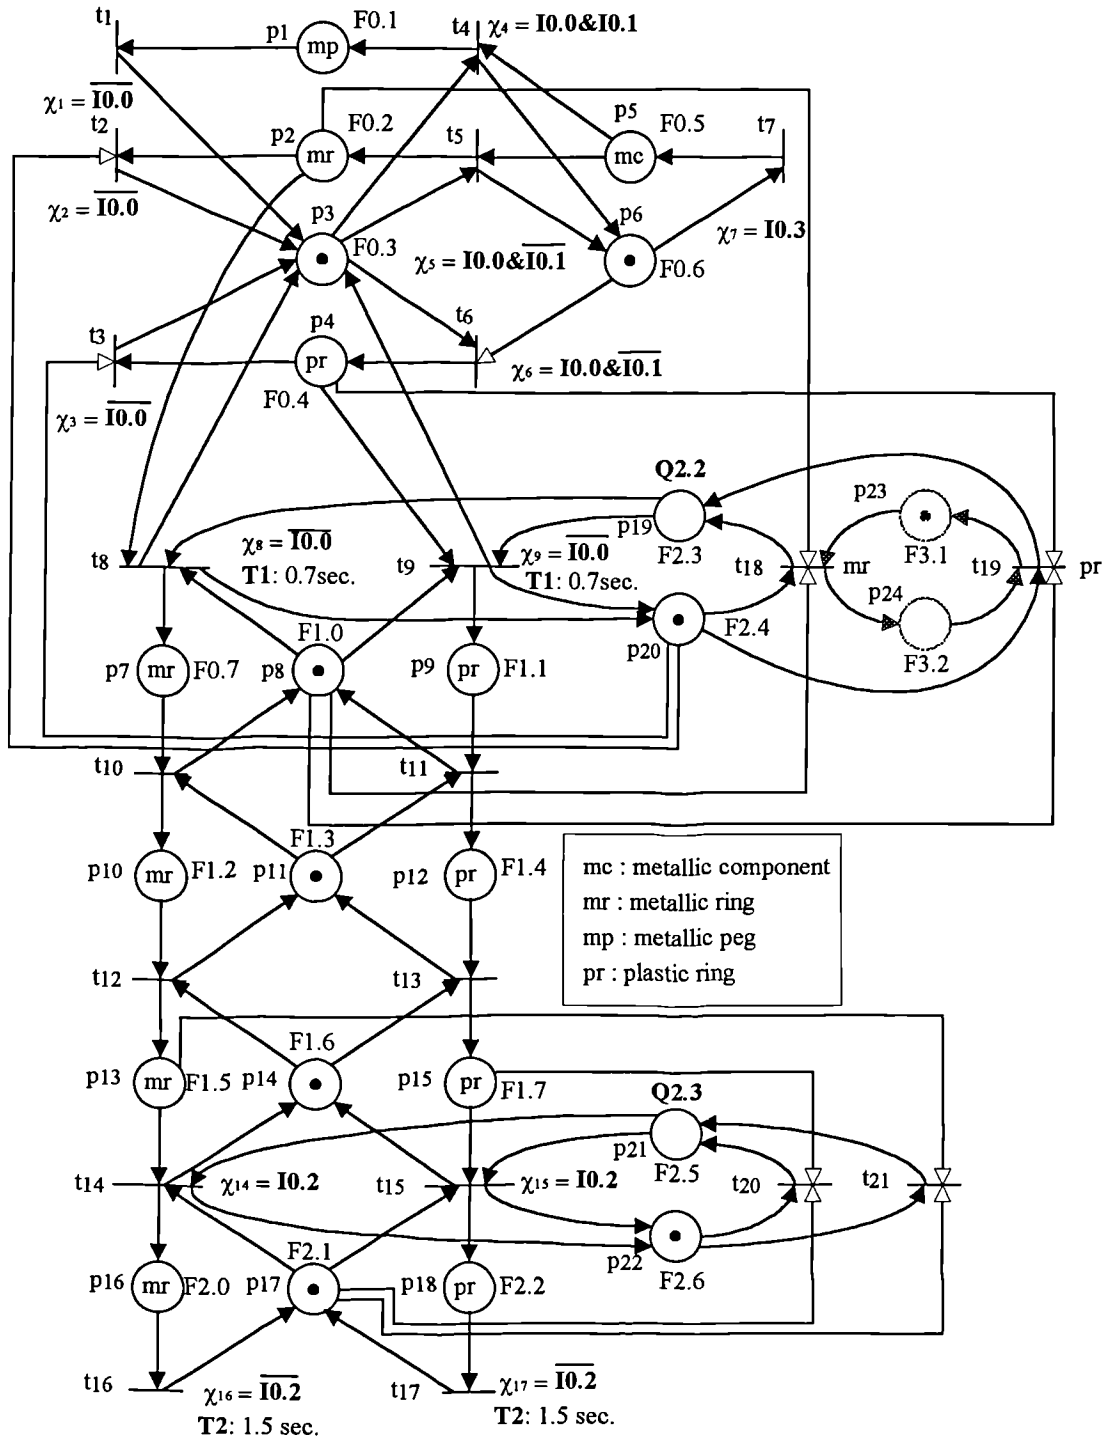 t1
p1
mp
F0.1
t4
χ4 = I0.0&I0.1
χ1 = I̅0̅.̅0̅
t2
p2
mr
F0.2
t5
p5
mc
F0.5
t7
χ2 = I̅0̅.̅0̅
p3
F0.3
χ5 = I0.0&I̅0̅.̅1̅
p6
F0.6
χ7 = I0.3
t3
p4
pr
F0.4
t6
χ6 = I0.0&I̅0̅.̅1̅
χ3 = I̅0̅.̅0̅
Q2.2
p19
F2.3
p23
F3.1
t8
χ8 = I̅0̅.̅0̅
T1: 0.7sec.
t9
χ9 = I̅0̅.̅0̅
T1: 0.7sec.
t18
mr
t19
pr
p24
F3.2
F2.4
p20
p7
mr
F0.7
F1.0
p8
p9
pr
F1.1
t10
t11
p10
mr
F1.2
F1.3
p11
p12
pr
F1.4
mc : metallic component
mr : metallic ring
mp : metallic peg
pr : plastic ring
t12
t13
p13
mr
F1.5
F1.6
p14
p15
pr
F1.7
Q2.3
p21
F2.5
t14
χ14 = I0.2
t15
χ15 = I0.2
t20
t21
p22
F2.6
p16
mr
F2.0
F2.1
p17
p18
pr
F2.2
t16
χ16 = I̅0̅.̅2̅
T2: 1.5 sec.
t17
χ17 = I̅0̅.̅2̅
T2: 1.5 sec.